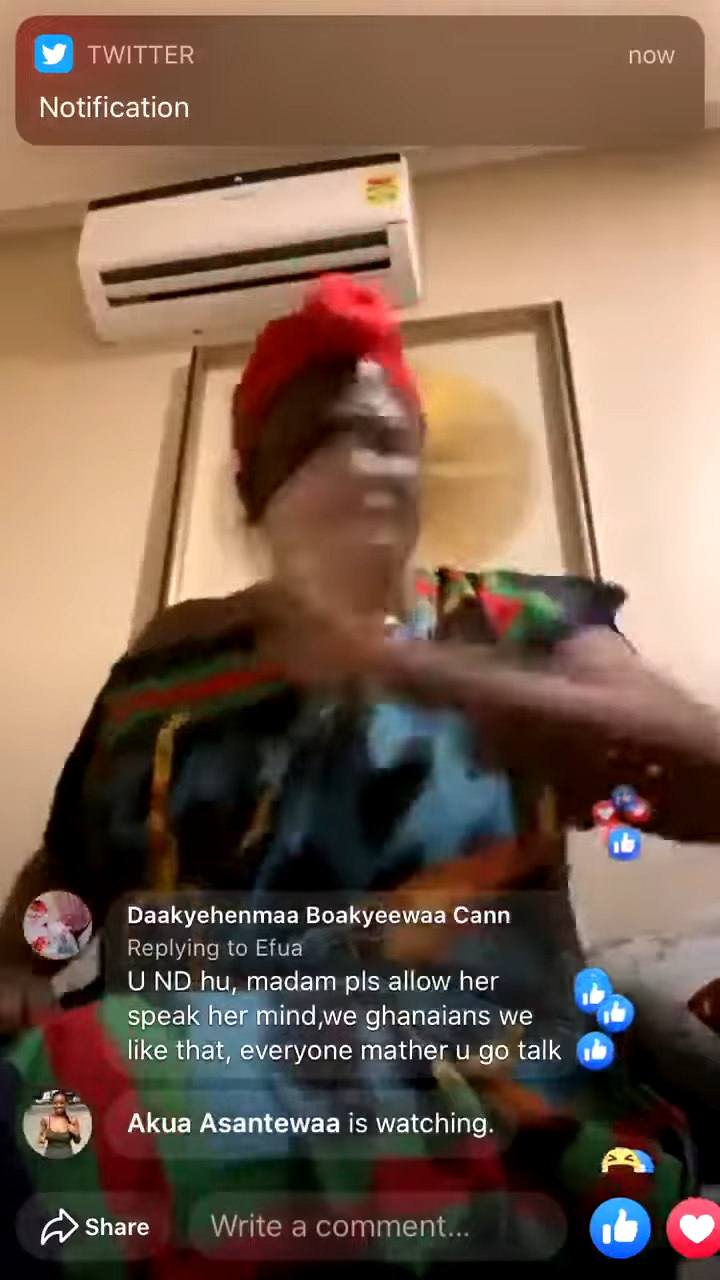 TWITTER
now
Notification
Daakyehenmaa Boakyeewaa Cann
Replying to Efua
U ND hu, madam pls allow her
speak her mind,we ghanaians we
like that, everyone mather u go talk
Akua Asantewaa is watching.
Share
Write a comment...